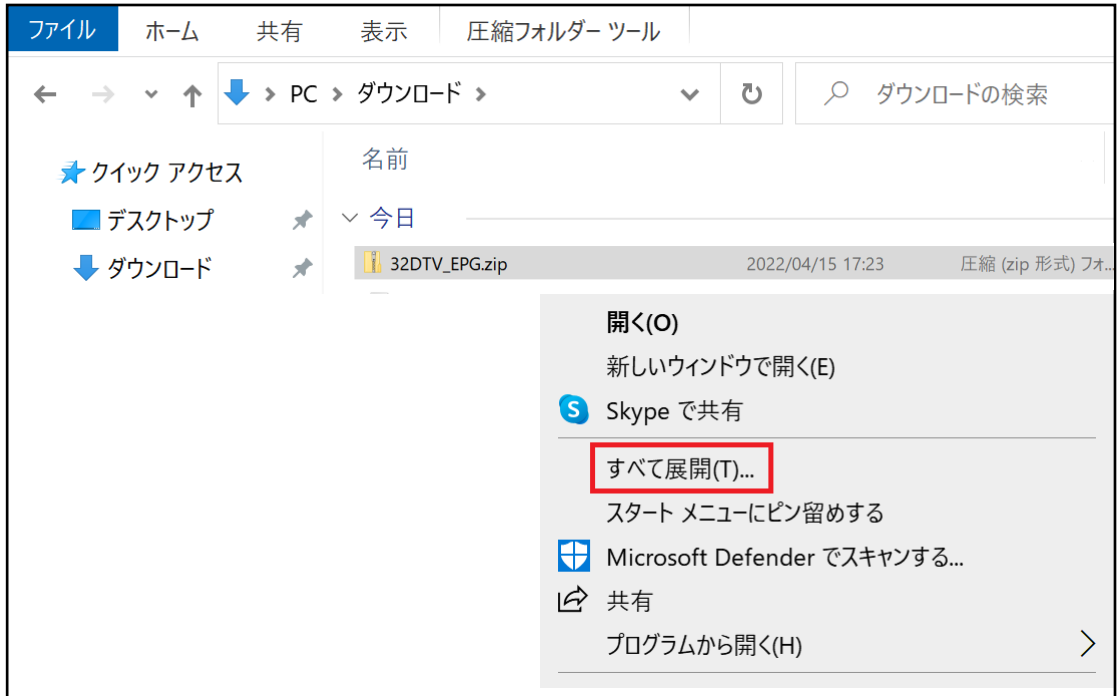 ファイル ホーム 共有 表示 圧縮フォルダー ツール
PC ダウンロード ダウンロードの検索
クイック アクセス
デスクトップ
ダウンロード
名前
今日
32DTV_EPG.zip 2022/04/15 17:23 圧縮 (zip 形式) フォ...
開く(O)
新しいウィンドウで開く(E)
Skype で共有
すべて展開(T)...
スタート メニューにピン留めする
Microsoft Defender でスキャンする...
共有
プログラムから開く(H)